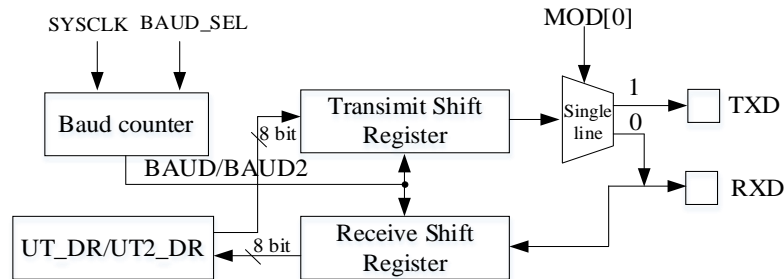 MOD[0]
SYSCLK
BAUD_SEL
Baud counter
8 bit
Transimit Shift
Register
Single
line
1
0
TXD
BAUD/BAUD2
RXD
UT_DR/UT2_DR
8 bit
Receive Shift
Register